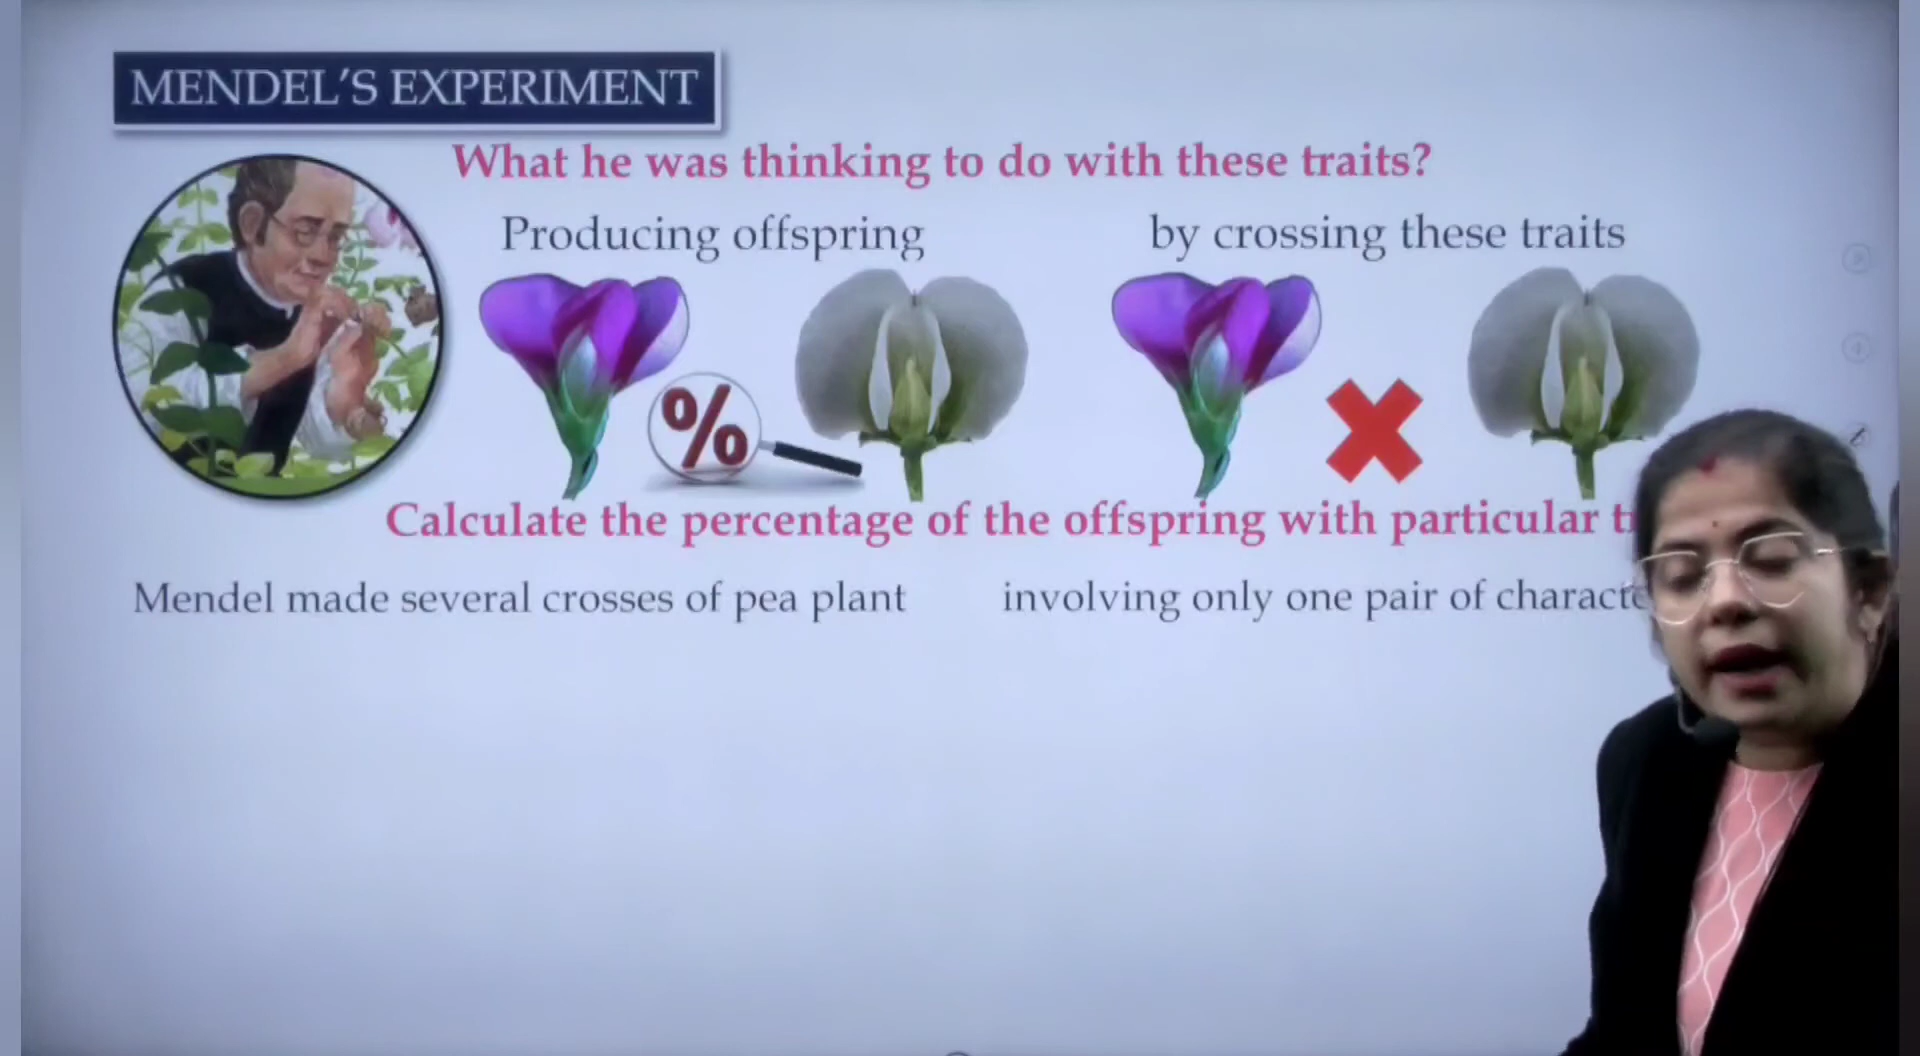 MENDEL'S EXPERIMENT
What he was thinking to do with these traits?
Producing offspring by crossing these traits
%
Calculate the percentage of the offspring with particular
Mendel made several crosses of pea plant involving only one pair of